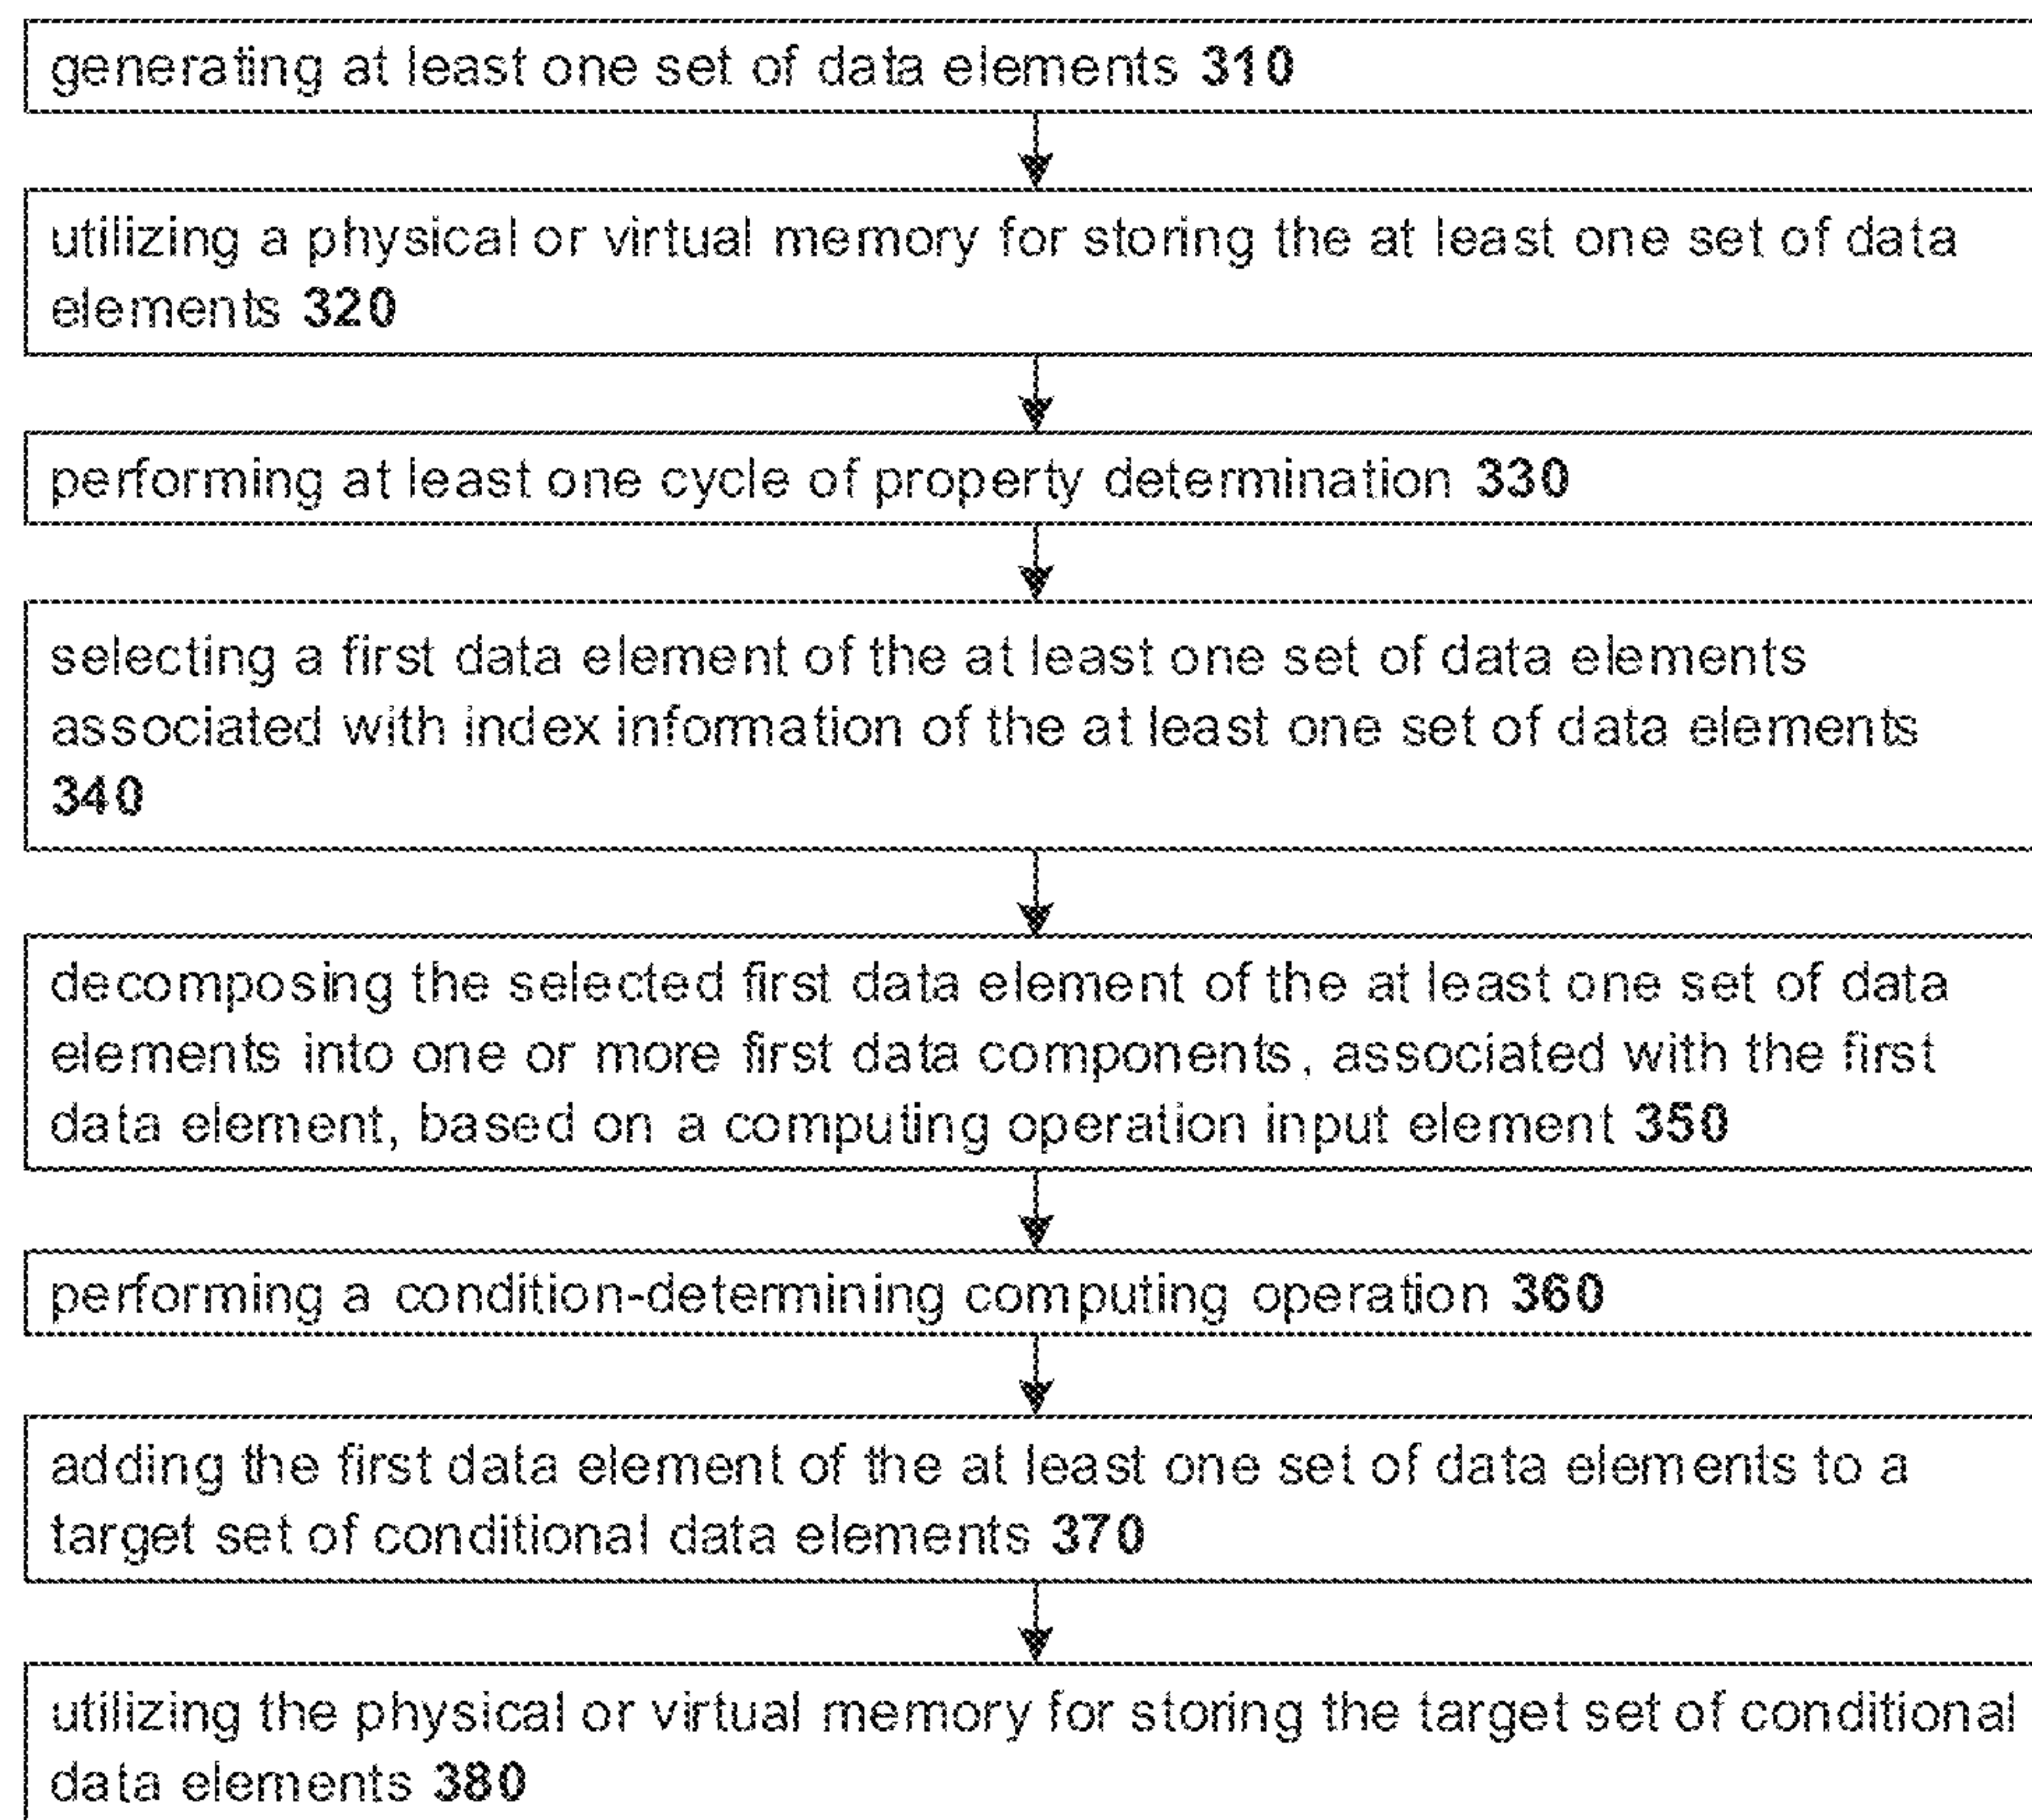 generating at least one set of data elements 310
utilizing a physical or virtual memory for storing the at least one set of data
elements 320
performing at least one cycle of property determination 330
selecting a first data element of the at least one set of data elements
associated with index information of the at least one set of data elements
340
decomposing the selected first data element of the at least one set of data
elements into one or more first data components, associated with the first
data element, based on a computing operation input element 350
performing a condition-determining computing operation 360
adding the first data element of the at least one set of data elements to a
target set of conditional data elements 370
utilizing the physical or virtual memory for storing the target set of conditional
data elements 380